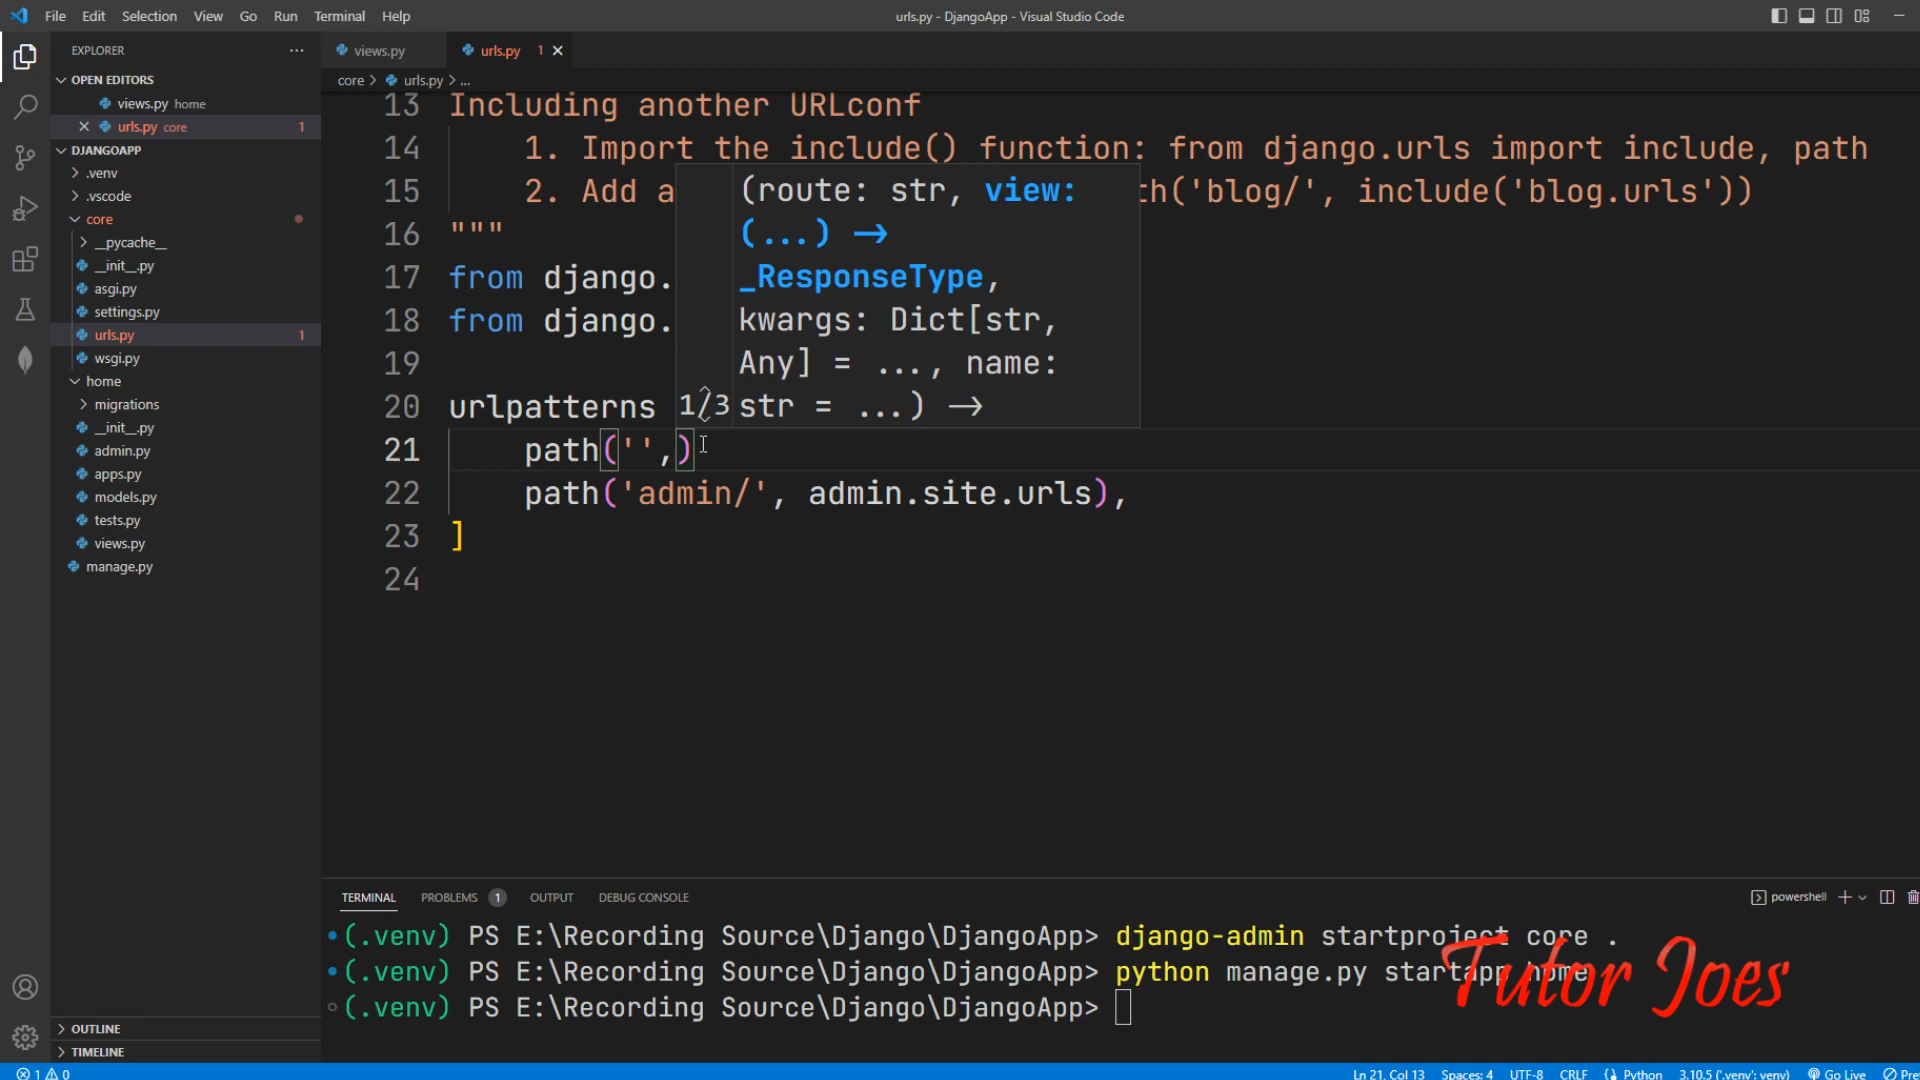 File Edit Selection View Go Run Terminal Help
urls.py - DjangoApp - Visual Studio Code
EXPLORER
OPEN EDITORS
views.py home
urls.py core 1
DJANGOAPP
.venv
.vscode
core
__pycache__
__init__.py
asgi.py
settings.py
urls.py 1
wsgi.py
home
migrations
__init__.py
admin.py
apps.py
models.py
tests.py
views.py
manage.py
OUTLINE
TIMELINE
views.py urls.py 1
core > urls.py > ...
13 Including another URLconf
14 1. Import the include() function: from django.urls import include, path
15 2. Add a th('blog/', include('blog.urls'))
16 """
17 from django.
18 from django.
19
20 urlpatterns
21 path('',)
22 path('admin/', admin.site.urls),
23 ]
24
(route: str, view:
(...) ->
_ResponseType,
kwargs: Dict[str,
Any] = ..., name:
1/3 str = ...) ->
TERMINAL PROBLEMS 1 OUTPUT DEBUG CONSOLE
powershell
(.venv) PS E:\Recording Source\Django\DjangoApp> django-admin startproject core .
(.venv) PS E:\Recording Source\Django\DjangoApp> python manage.py startapp home
(.venv) PS E:\Recording Source\Django\DjangoApp>
Tutor Joes
1 0
Ln 21, Col 13 Spaces: 4 UTF-8 CRLF Python 3.10.5 ('.venv': venv) Go Live Pre